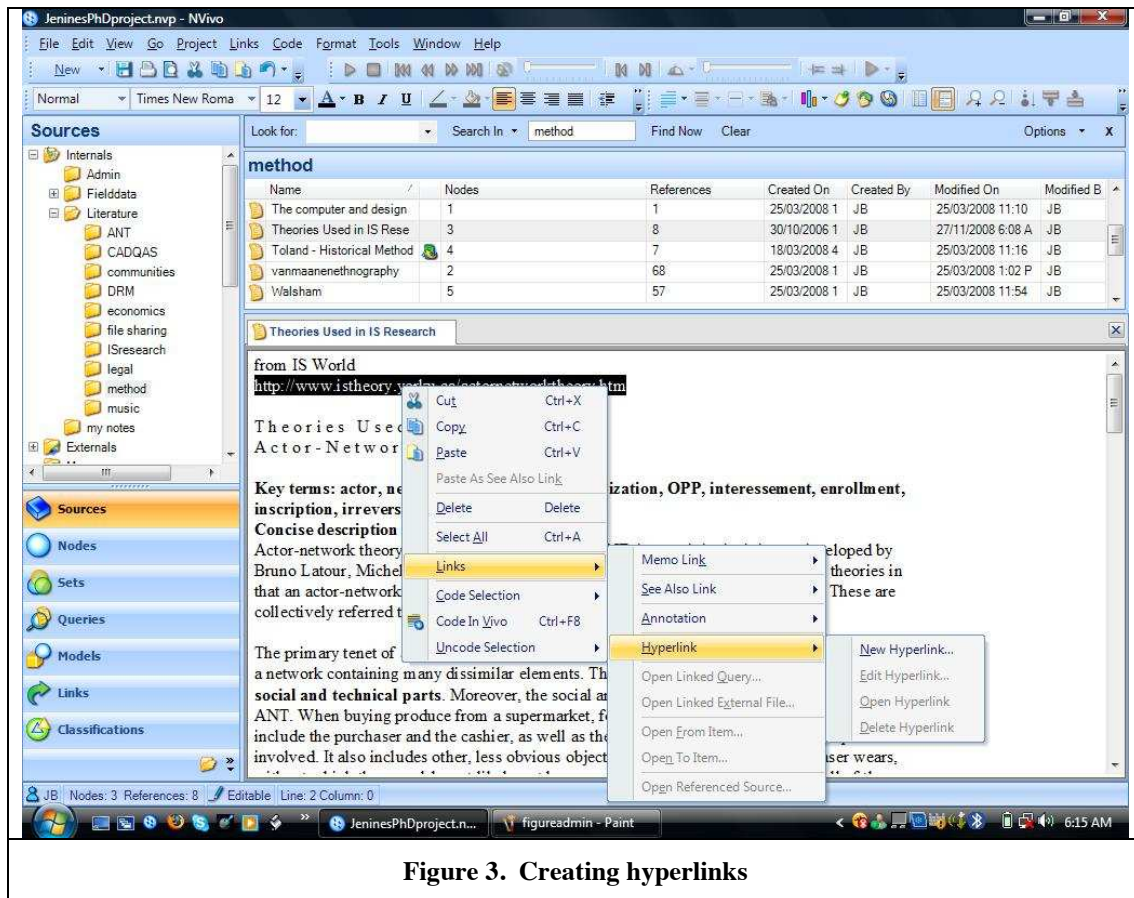 JeninesPhDproject.nvp - NVivo
File Edit View Go Project Links Code Format Tools Window Help
New
Normal Times New Roma 12 A B I U
Sources
Look for: Search In method Find Now Clear Options x
Internals
Admin
Fielddata
Literature
ANT
CADQAS
communities
DRM
economics
file sharing
ISresearch
legal
method
music
my notes
Externals
method
Name Nodes References Created On Created By Modified On Modified B
The computer and design 1 1 25/03/2008 1 JB 25/03/2008 11:10 JB
Theories Used in IS Rese 3 8 30/10/2006 1 JB 27/11/2008 6:08 A JB
Toland - Historical Method 4 7 18/03/2008 4 JB 25/03/2008 11:16 JB
vanmaanenethnography 2 68 25/03/2008 1 JB 25/03/2008 1:02 P JB
Walsham 5 57 25/03/2008 1 JB 25/03/2008 11:54 JB
Theories Used in IS Research
from IS World
http://www.istheory.yorku.ca/actornetworktheory.htm
Theories Used
Actor-Networ
Key terms: actor, ne ization, OPP, interessement, enrollment,
inscription, irrevers
Concise description
Actor-network theory eloped by
Bruno Latour, Michel theories in
that an actor-network These are
collectively referred t
The primary tenet of
a network containing many dissimilar elements. Th
social and technical parts. Moreover, the social an
ANT. When buying produce from a supermarket, f
include the purchaser and the cashier, as well as the
involved. It also includes other, less obvious object ser wears,
Cut Ctrl+X
Copy Ctrl+C
Paste Ctrl+V
Paste As See Also Link
Delete Delete
Select All Ctrl+A
Links
Code Selection
Code In Vivo Ctrl+F8
Uncode Selection
Memo Link
See Also Link
Annotation
Hyperlink
Open Linked Query...
Open Linked External File...
Open From Item...
Open To Item...
Open Referenced Source...
New Hyperlink...
Edit Hyperlink...
Open Hyperlink
Delete Hyperlink
Sources
Nodes
Sets
Queries
Models
Links
Classifications
JB Nodes: 3 References: 8 Editable Line: 2 Column: 0
JeninesPhDproject.n... figureadmin - Paint 6:15 AM
Figure 3. Creating hyperlinks